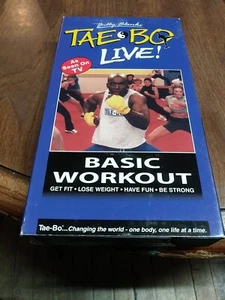 Billy Blanks
TAE BO
LIVE!
As
Seen On
TV
BASIC
WORKOUT
GET FIT • LOSE WEIGHT • HAVE FUN • BE STRONG
Tae-Bo®...Changing the world - one body, one life at a time.